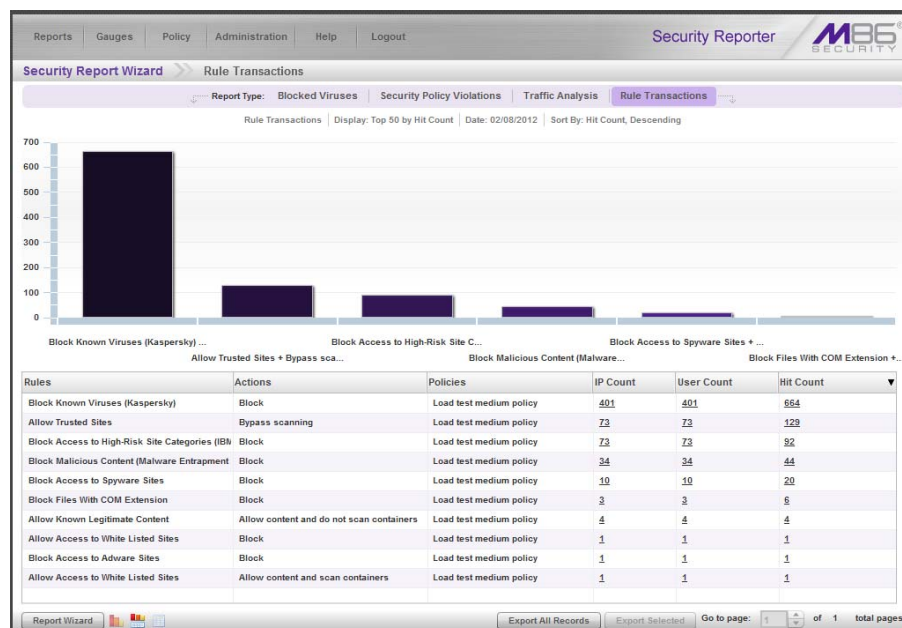 Reports Gauges Policy Administration Help Logout Security Reporter M86 SECURITY
Security Report Wizard Rule Transactions
Report Type: Blocked Viruses Security Policy Violations Traffic Analysis Rule Transactions
Rule Transactions Display: Top 50 by Hit Count Date: 02/08/2012 Sort By: Hit Count, Descending
700
600
500
400
300
200
100
0
Block Known Viruses (Kaspersky) ... Block Access to High-Risk Site C... Block Access to Spyware Sites + ...
Allow Trusted Sites + Bypass sca... Block Malicious Content (Malware... Block Files With COM Extension +...
Rules Actions Policies IP Count User Count Hit Count
Block Known Viruses (Kaspersky) Block Load test medium policy 401 401 664
Allow Trusted Sites Bypass scanning Load test medium policy 73 73 129
Block Access to High-Risk Site Categories (IBM Block Load test medium policy 73 73 92
Block Malicious Content (Malware Entrapment Block Load test medium policy 34 34 44
Block Access to Spyware Sites Block Load test medium policy 10 10 20
Block Files With COM Extension Block Load test medium policy 3 3 6
Allow Known Legitimate Content Allow content and do not scan containers Load test medium policy 4 4 4
Allow Access to White Listed Sites Block Load test medium policy 1 1 1
Block Access to Adware Sites Block Load test medium policy 1 1 1
Allow Access to White Listed Sites Allow content and scan containers Load test medium policy 1 1 1
Report Wizard Export All Records Export Selected Go to page: 1 of 1 total pages